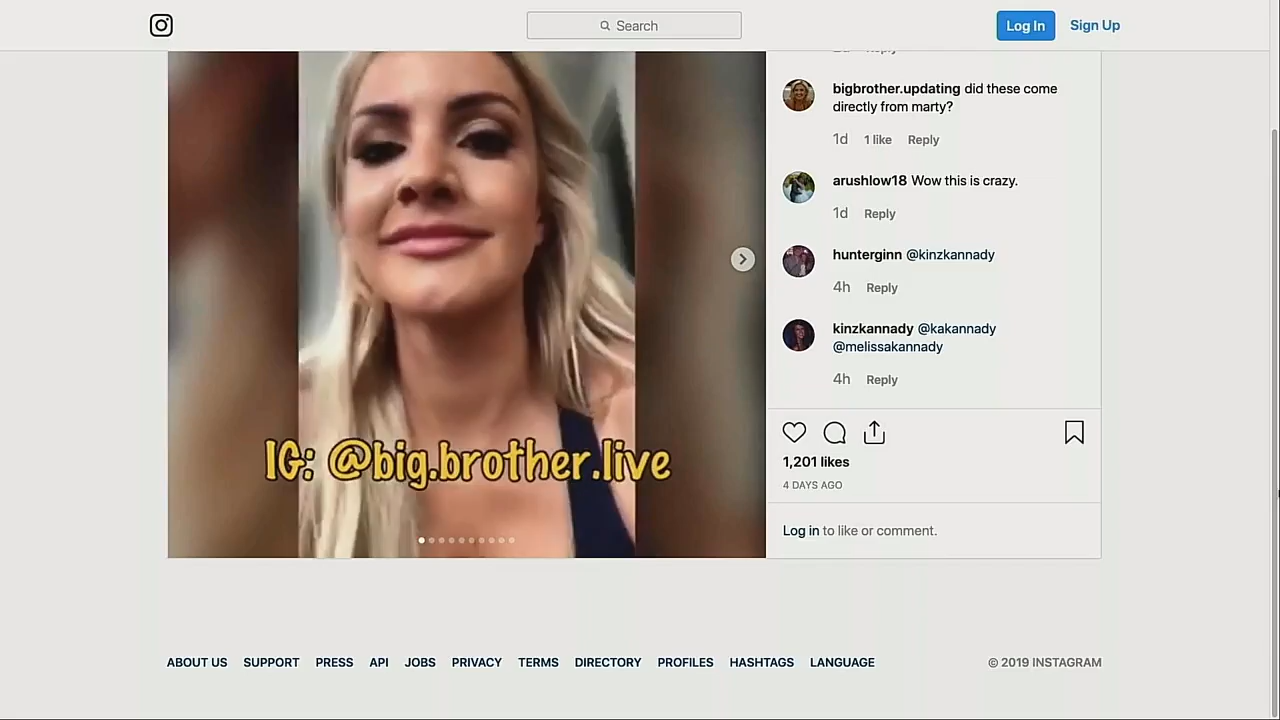 Search
Log In
Sign Up
bigbrother.updating did these come
directly from marty?
1d 1 like Reply
arushlow18 Wow this is crazy.
1d Reply
hunterginn @kinzkannady
4h Reply
kinzkannady @kakannady
@melissakannady
4h Reply
1,201 likes
4 DAYS AGO
Log in to like or comment.
IG: @big.brother.live
ABOUT US SUPPORT PRESS API JOBS PRIVACY TERMS DIRECTORY PROFILES HASHTAGS LANGUAGE
© 2019 INSTAGRAM